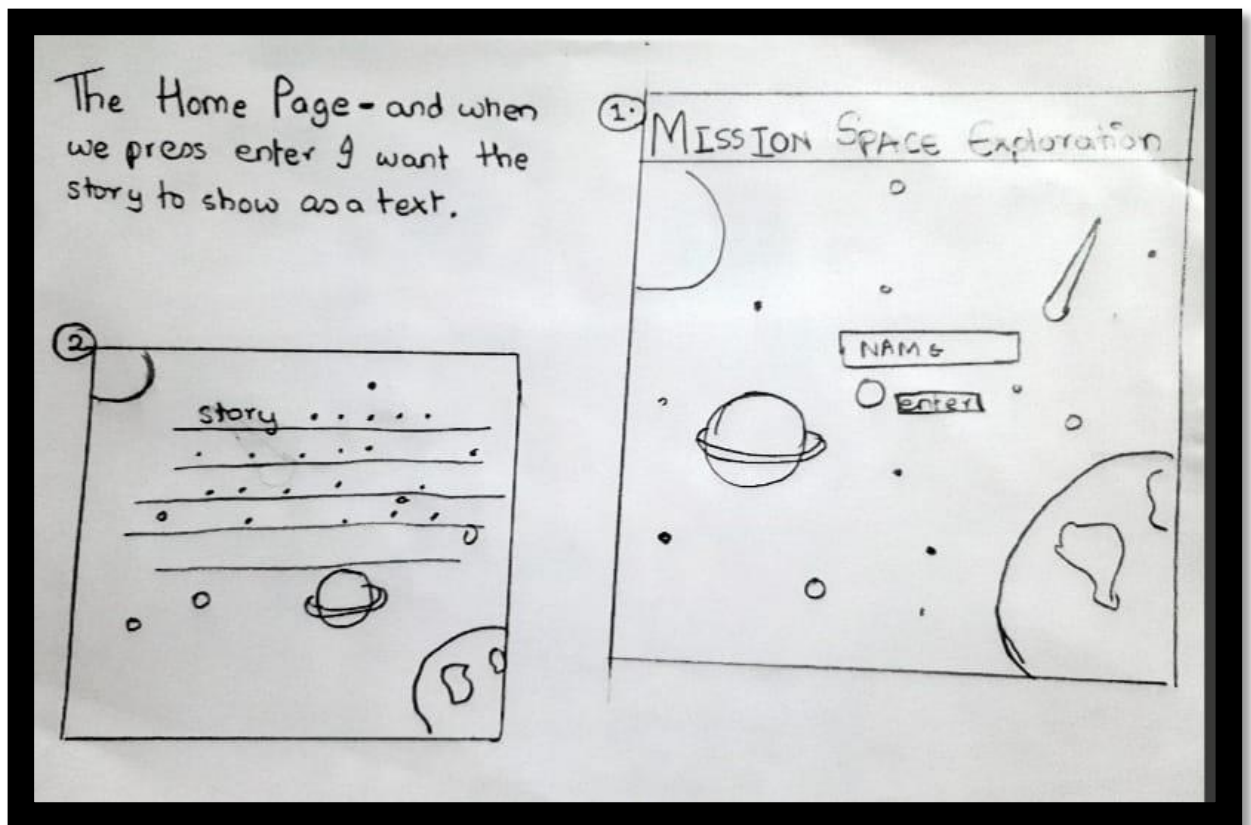 The Home Page - and when
we press enter I want the
story to show as a text.
1.
MISSION SPACE Exploration
NAME
enter
2
story . . . . .